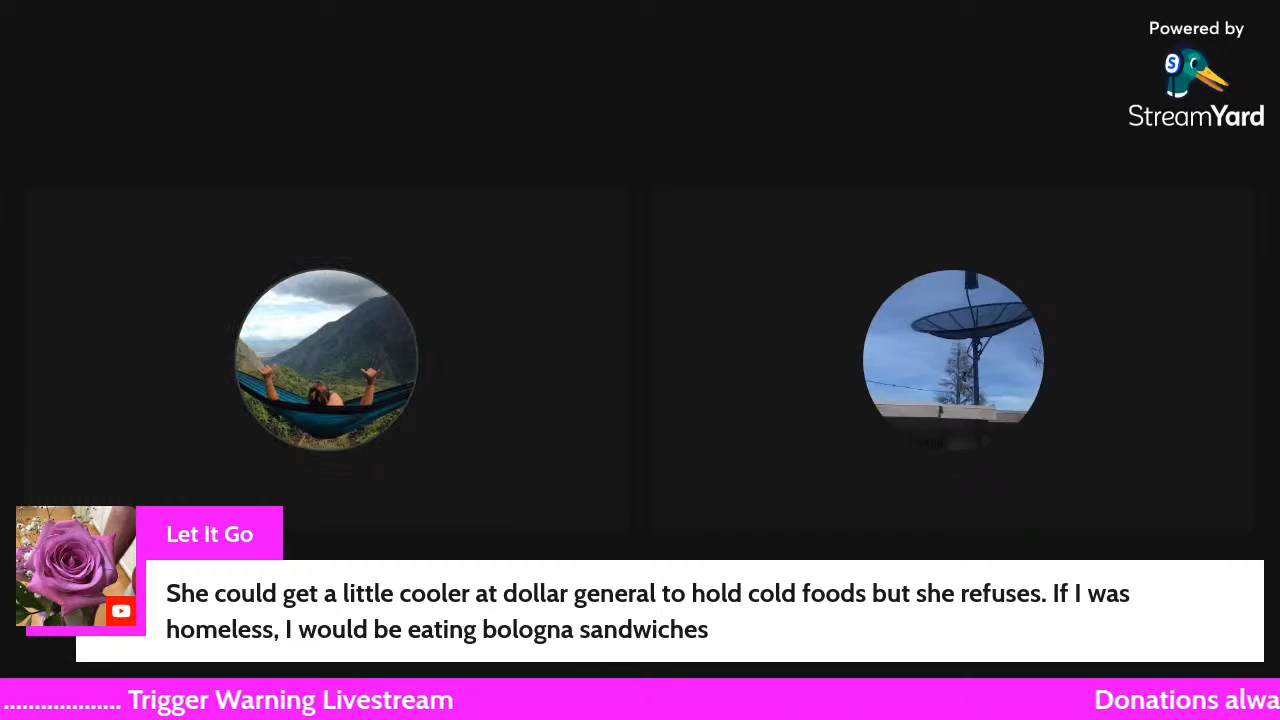 Powered by
S
StreamYard
Let It Go
She could get a little cooler at dollar general to hold cold foods but she refuses. If I was
homeless, I would be eating bologna sandwiches
................... Trigger Warning Livestream
Donations alwa